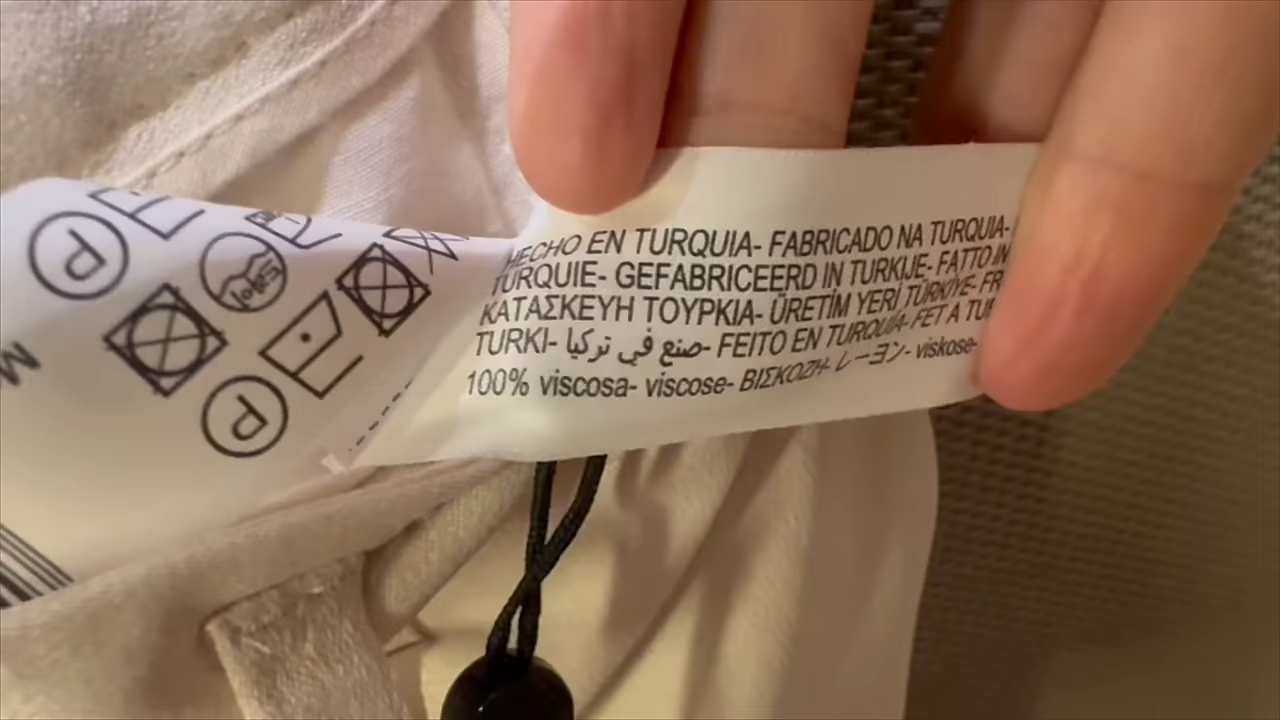 HECHO EN TURQUIA- FABRICADO NA TURQUIA-
TURQUIE- GEFABRICEERD IN TURKIJE- FATTO IN
ΚΑΤΑΣΚΕΥΗ ΤΟΥΡΚΙΑ- ÜRETİM YERİ TÜRKİYE- FR
TURKI- صنع في تركيا- FEITO EN TURQUÍA- FET A TU
100% viscosa- viscose- ΒΙΣΚΟΖΗ- レーヨン- viskose-
P
P
M